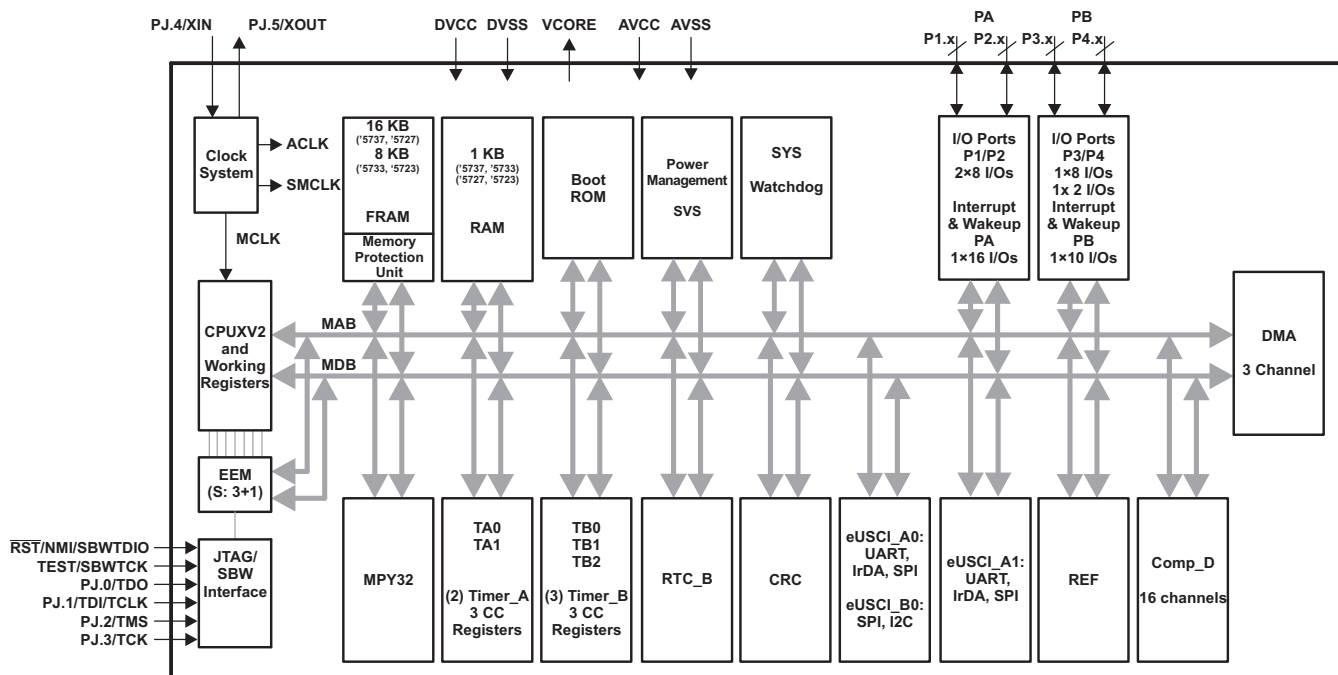 PJ.4/XIN
PJ.5/XOUT
DVCC
DVSS
VCORE
AVCC
AVSS
PA
PB
P1.x
P2.x
P3.x
P4.x
Clock
System
ACLK
SMCLK
MCLK
16 KB
('5737, '5727)
8 KB
('5733, '5723)
FRAM
Memory
Protection
Unit
1 KB
('5737, '5733)
('5727, '5723)
RAM
Boot
ROM
Power
Management
SVS
SYS
Watchdog
I/O Ports
P1/P2
2×8 I/Os
Interrupt
& Wakeup
PA
1×16 I/Os
I/O Ports
P3/P4
1×8 I/Os
1x 2 I/Os
Interrupt
& Wakeup
PB
1×10 I/Os
CPUXV2
and
Working
Registers
MAB
MDB
DMA
3 Channel
EEM
(S: 3+1)
RST/NMI/SBWTDIO
TEST/SBWTCK
PJ.0/TDO
PJ.1/TDI/TCLK
PJ.2/TMS
PJ.3/TCK
JTAG/
SBW
Interface
MPY32
TA0
TA1
(2) Timer_A
3 CC
Registers
TB0
TB1
TB2
(3) Timer_B
3 CC
Registers
RTC_B
CRC
eUSCI_A0:
UART,
IrDA, SPI
eUSCI_B0:
SPI, I2C
eUSCI_A1:
UART,
IrDA, SPI
REF
Comp_D
16 channels